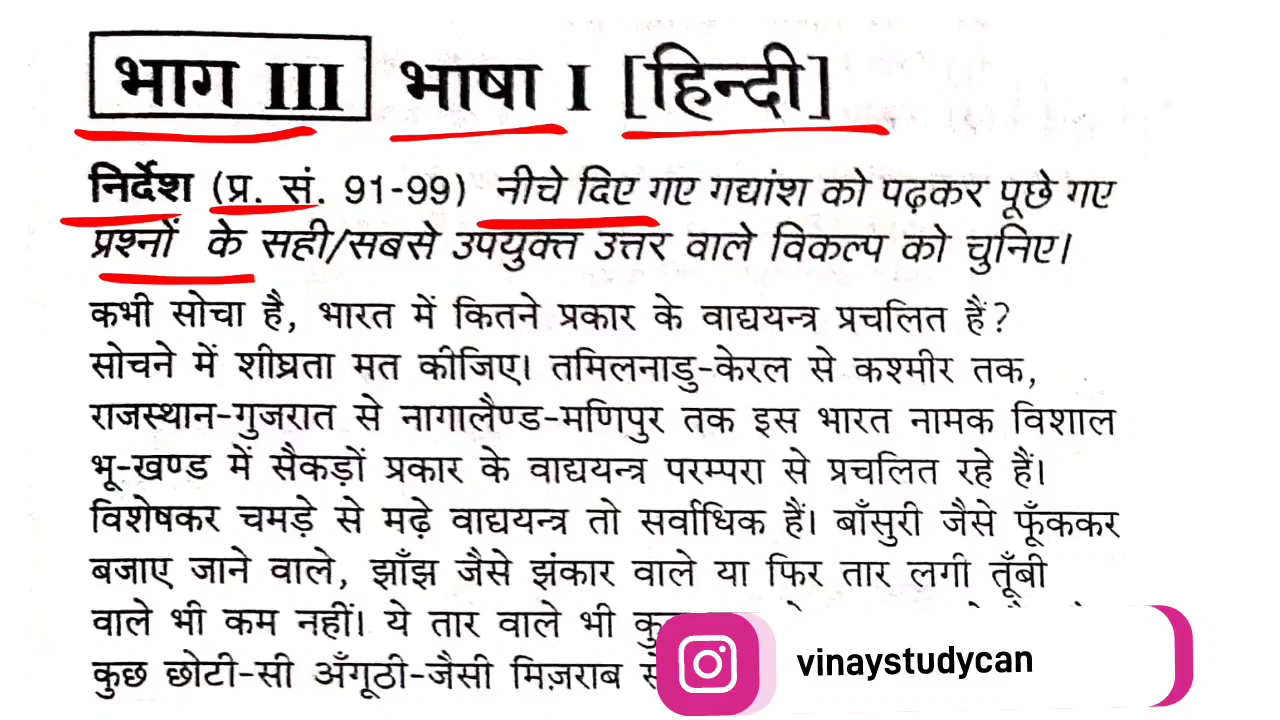 भाग III भाषा I [हिन्दी]
निर्देश (प्र. सं. 91-99) नीचे दिए गए गद्यांश को पढ़कर पूछे गए
प्रश्नों के सही/सबसे उपयुक्त उत्तर वाले विकल्प को चुनिए।
कभी सोचा है, भारत में कितने प्रकार के वाद्ययन्त्र प्रचलित हैं?
सोचने में शीघ्रता मत कीजिए। तमिलनाडु-केरल से कश्मीर तक,
राजस्थान-गुजरात से नागालैण्ड-मणिपुर तक इस भारत नामक विशाल
भू-खण्ड में सैकड़ों प्रकार के वाद्ययन्त्र परम्परा से प्रचलित रहे हैं।
विशेषकर चमड़े से मढ़े वाद्ययन्त्र तो सर्वाधिक हैं। बाँसुरी जैसे फूँककर
बजाए जाने वाले, झाँझ जैसे झंकार वाले या फिर तार लगी तूँबी
वाले भी कम नहीं। ये तार वाले भी
कुछ छोटी-सी अँगूठी-जैसी मिज़राब
vinaystudycan